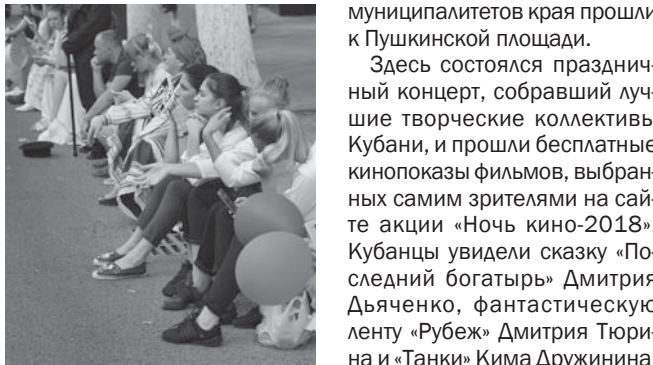 муниципалитетов края прошли
к Пушкинской площади.
Здесь состоялся празднич-
ный концерт, собравший луч-
шие творческие коллективы
Кубани, и прошли бесплатные
кинопоказы фильмов, выбран-
ных самим зрителями на сай-
те акции «Ночь кино-2018».
Кубанцы увидели сказку «По-
следний богатырь» Дмитрия
Дьяченко, фантастическую
ленту «Рубеж» Дмитрия Тюри-
на и «Танки» Кима Дружинина.